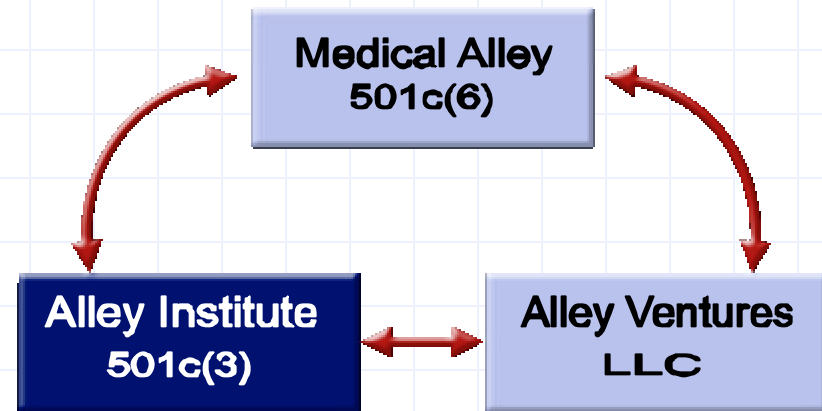 Medical Alley
501c(6)
Alley Institute
501c(3)
Alley Ventures
LLC